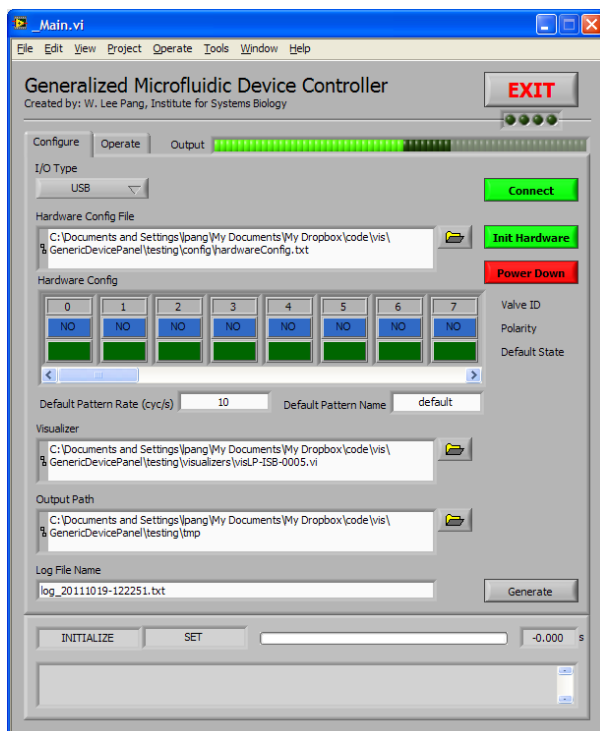 _Main.vi
File Edit View Project Operate Tools Window Help
Generalized Microfluidic Device Controller
Created by: W. Lee Pang, Institute for Systems Biology
EXIT
Configure Operate Output
I/O Type
USB
Connect
Hardware Config File
C:\Documents and Settings\lpang\My Documents\My Dropbox\code\vis\
GenericDevicePanel\testing\config\hardwareConfig.txt
Init Hardware
Power Down
Hardware Config
0 1 2 3 4 5 6 7 Valve ID
NO NO NO NO NO NO NO NO Polarity
Default State
Default Pattern Rate (cyc/s) 10 Default Pattern Name default
Visualizer
C:\Documents and Settings\lpang\My Documents\My Dropbox\code\vis\
GenericDevicePanel\testing\visualizers\visLP-ISB-0005.vi
Output Path
C:\Documents and Settings\lpang\My Documents\My Dropbox\code\vis\
GenericDevicePanel\testing\tmp
Log File Name
log_20111019-122251.txt Generate
INITIALIZE SET -0.000 s